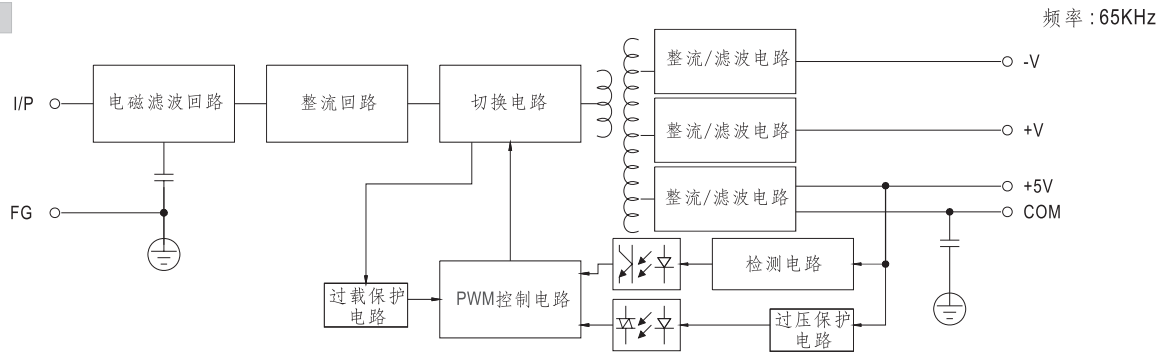 频率 : 65KHz
I/P
电磁滤波回路
整流回路
切换电路
整流/滤波电路
-V
整流/滤波电路
+V
整流/滤波电路
+5V
COM
FG
过载保护
电路
PWM控制电路
检测电路
过压保护
电路